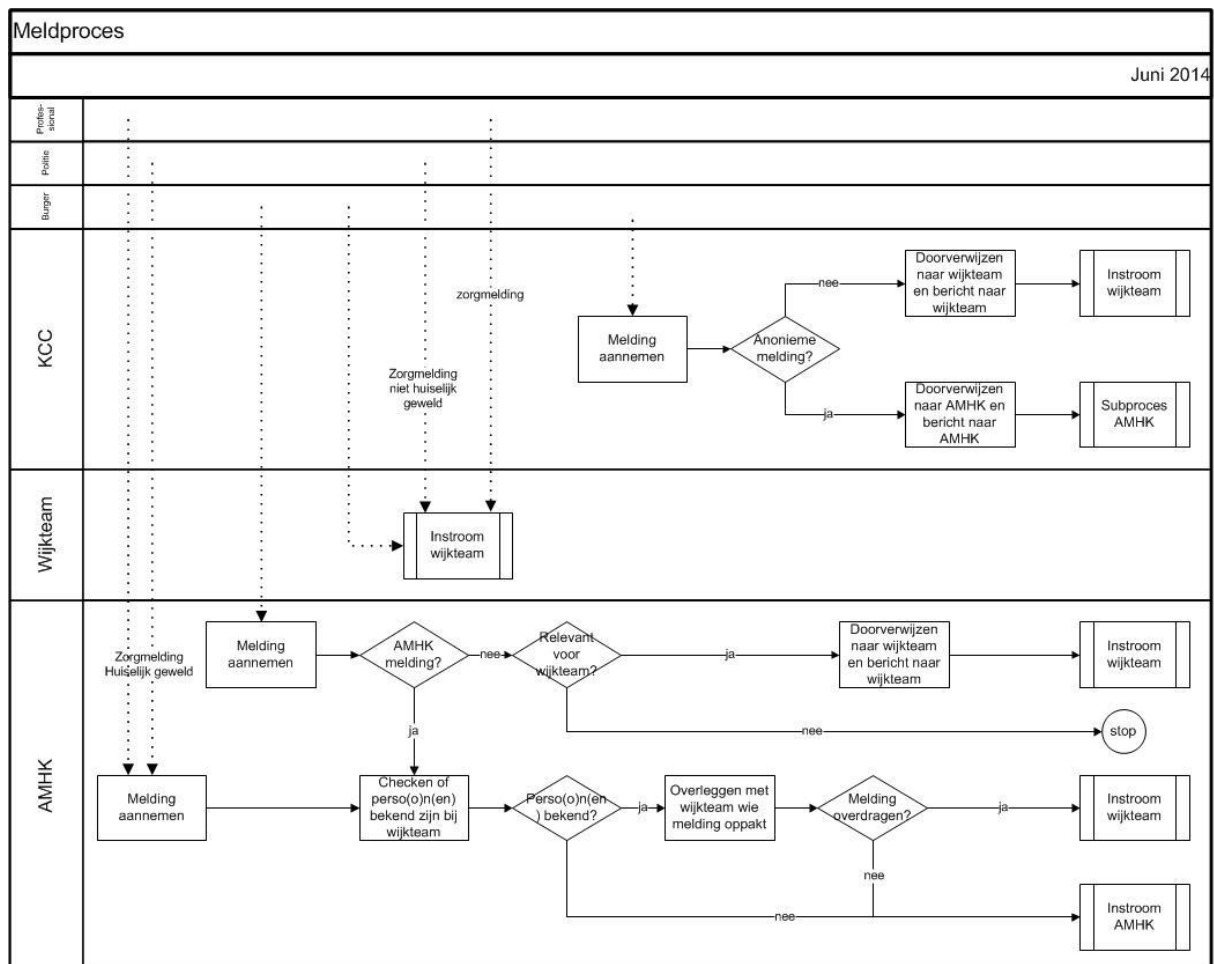 Meldproces
Juni 2014
Profes-
sional
Politie
Burger
KCC
zorgmelding
Zorgmelding
niet huiselijk
geweld
Melding
aannemen
Anonieme
melding?
nee
Doorverwijzen
naar wijkteam
en bericht naar
wijkteam
Instroom
wijkteam
ja
Doorverwijzen
naar AMHK en
bericht naar
AMHK
Subproces
AMHK
Wijkteam
Instroom
wijkteam
AMHK
Zorgmelding
Huiselijk geweld
Melding
aannemen
AMHK
melding?
nee
Relevant
voor
wijkteam?
ja
Doorverwijzen
naar wijkteam
en bericht naar
wijkteam
Instroom
wijkteam
nee
stop
ja
Melding
aannemen
Checken of
perso(o)n(en)
bekend zijn bij
wijkteam
Perso(o)n(en
) bekend?
ja
Overleggen met
wijkteam wie
melding oppakt
Melding
overdragen?
ja
Instroom
wijkteam
nee
nee
Instroom
AMHK